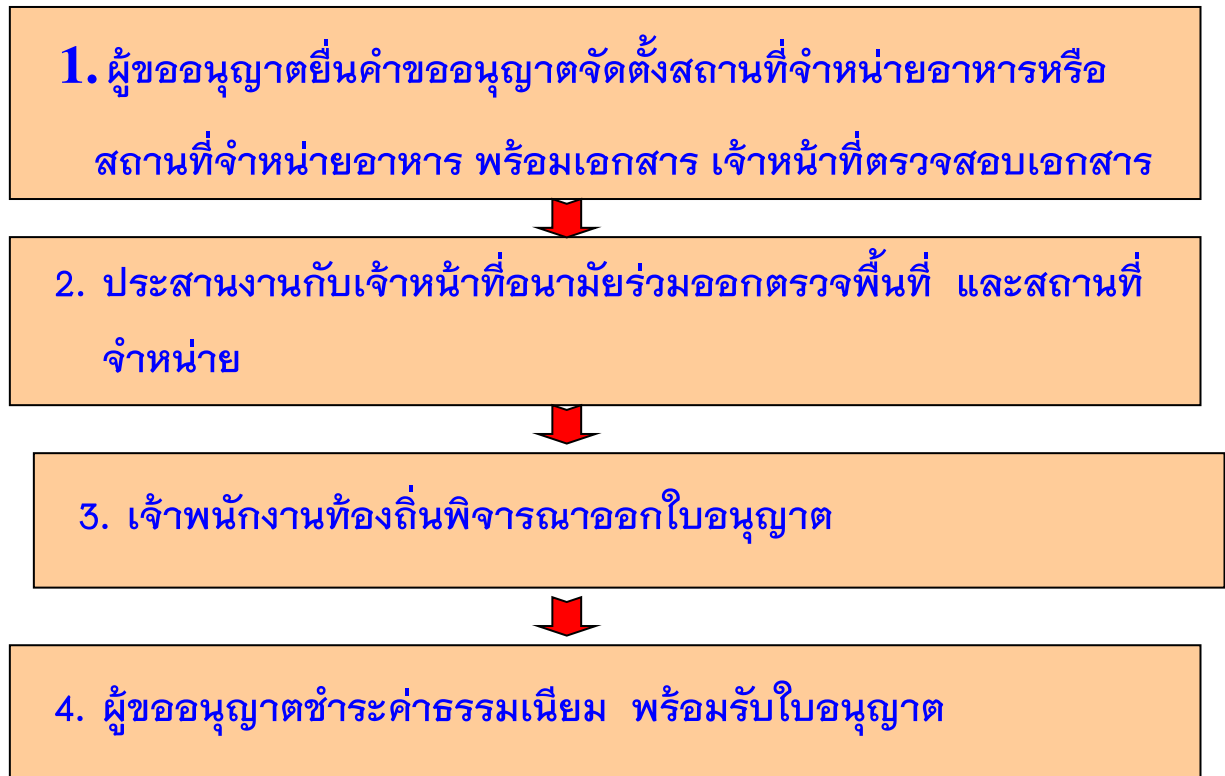 1. ผู้ขออนุญาตยื่นคำขออนุญาตจัดตั้งสถานที่จำหน่ายอาหารหรือ
สถานที่จำหน่ายอาหาร พร้อมเอกสาร เจ้าหน้าที่ตรวจสอบเอกสาร
2. ประสานงานกับเจ้าหน้าที่อนามัยร่วมออกตรวจพื้นที่ และสถานที่
จำหน่าย
3. เจ้าพนักงานท้องถิ่นพิจารณาออกใบอนุญาต
4. ผู้ขออนุญาตชำระค่าธรรมเนียม พร้อมรับใบอนุญาต